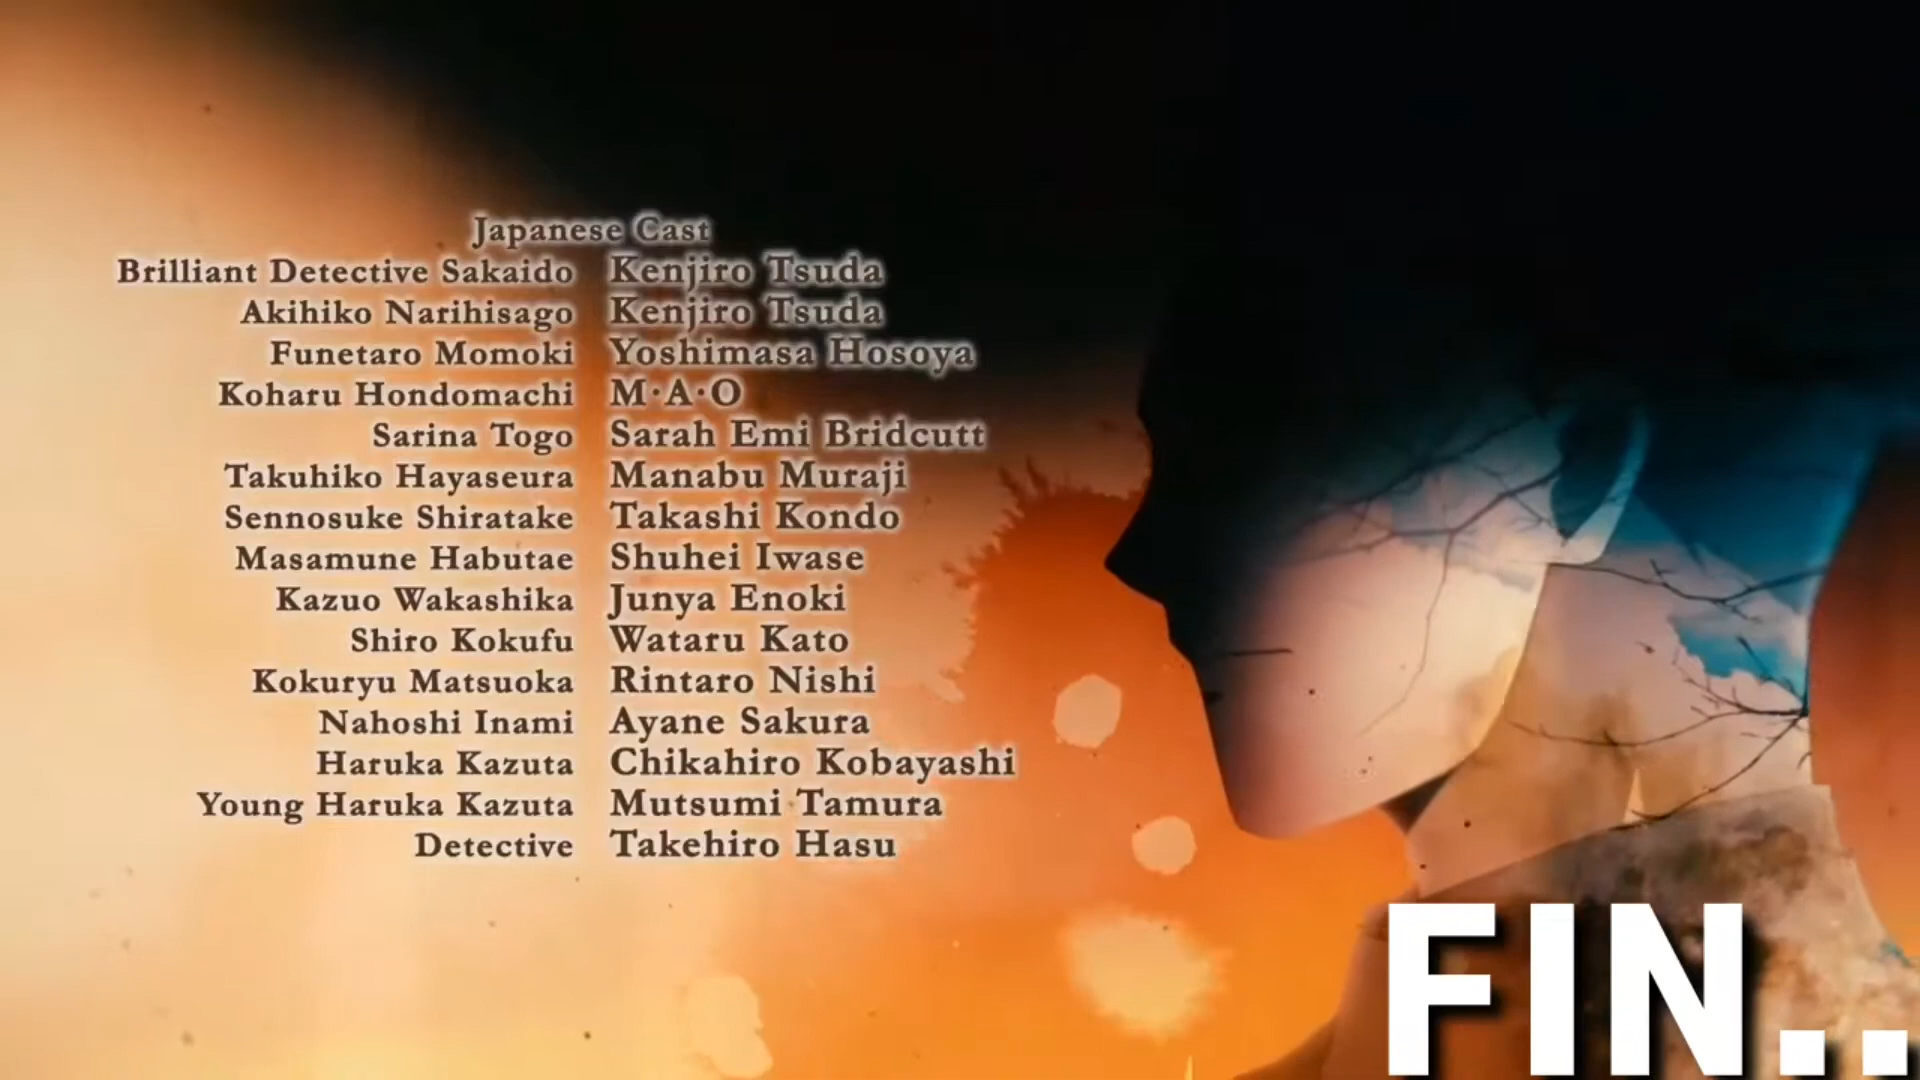 Japanese Cast
Brilliant Detective Sakaido Kenjiro Tsuda
Akihiko Narihisago Kenjiro Tsuda
Funetaro Momoki Yoshimasa Hosoya
Koharu Hondomachi M·A·O
Sarina Togo Sarah Emi Bridcutt
Takuhiko Hayaseura Manabu Muraji
Sennosuke Shiratake Takashi Kondo
Masamune Habutae Shuhei Iwase
Kazuo Wakashika Junya Enoki
Shiro Kokufu Wataru Kato
Kokuryu Matsuoka Rintaro Nishi
Nahoshi Inami Ayane Sakura
Haruka Kazuta Chikahiro Kobayashi
Young Haruka Kazuta Mutsumi Tamura
Detective Takehiro Hasu
FIN..